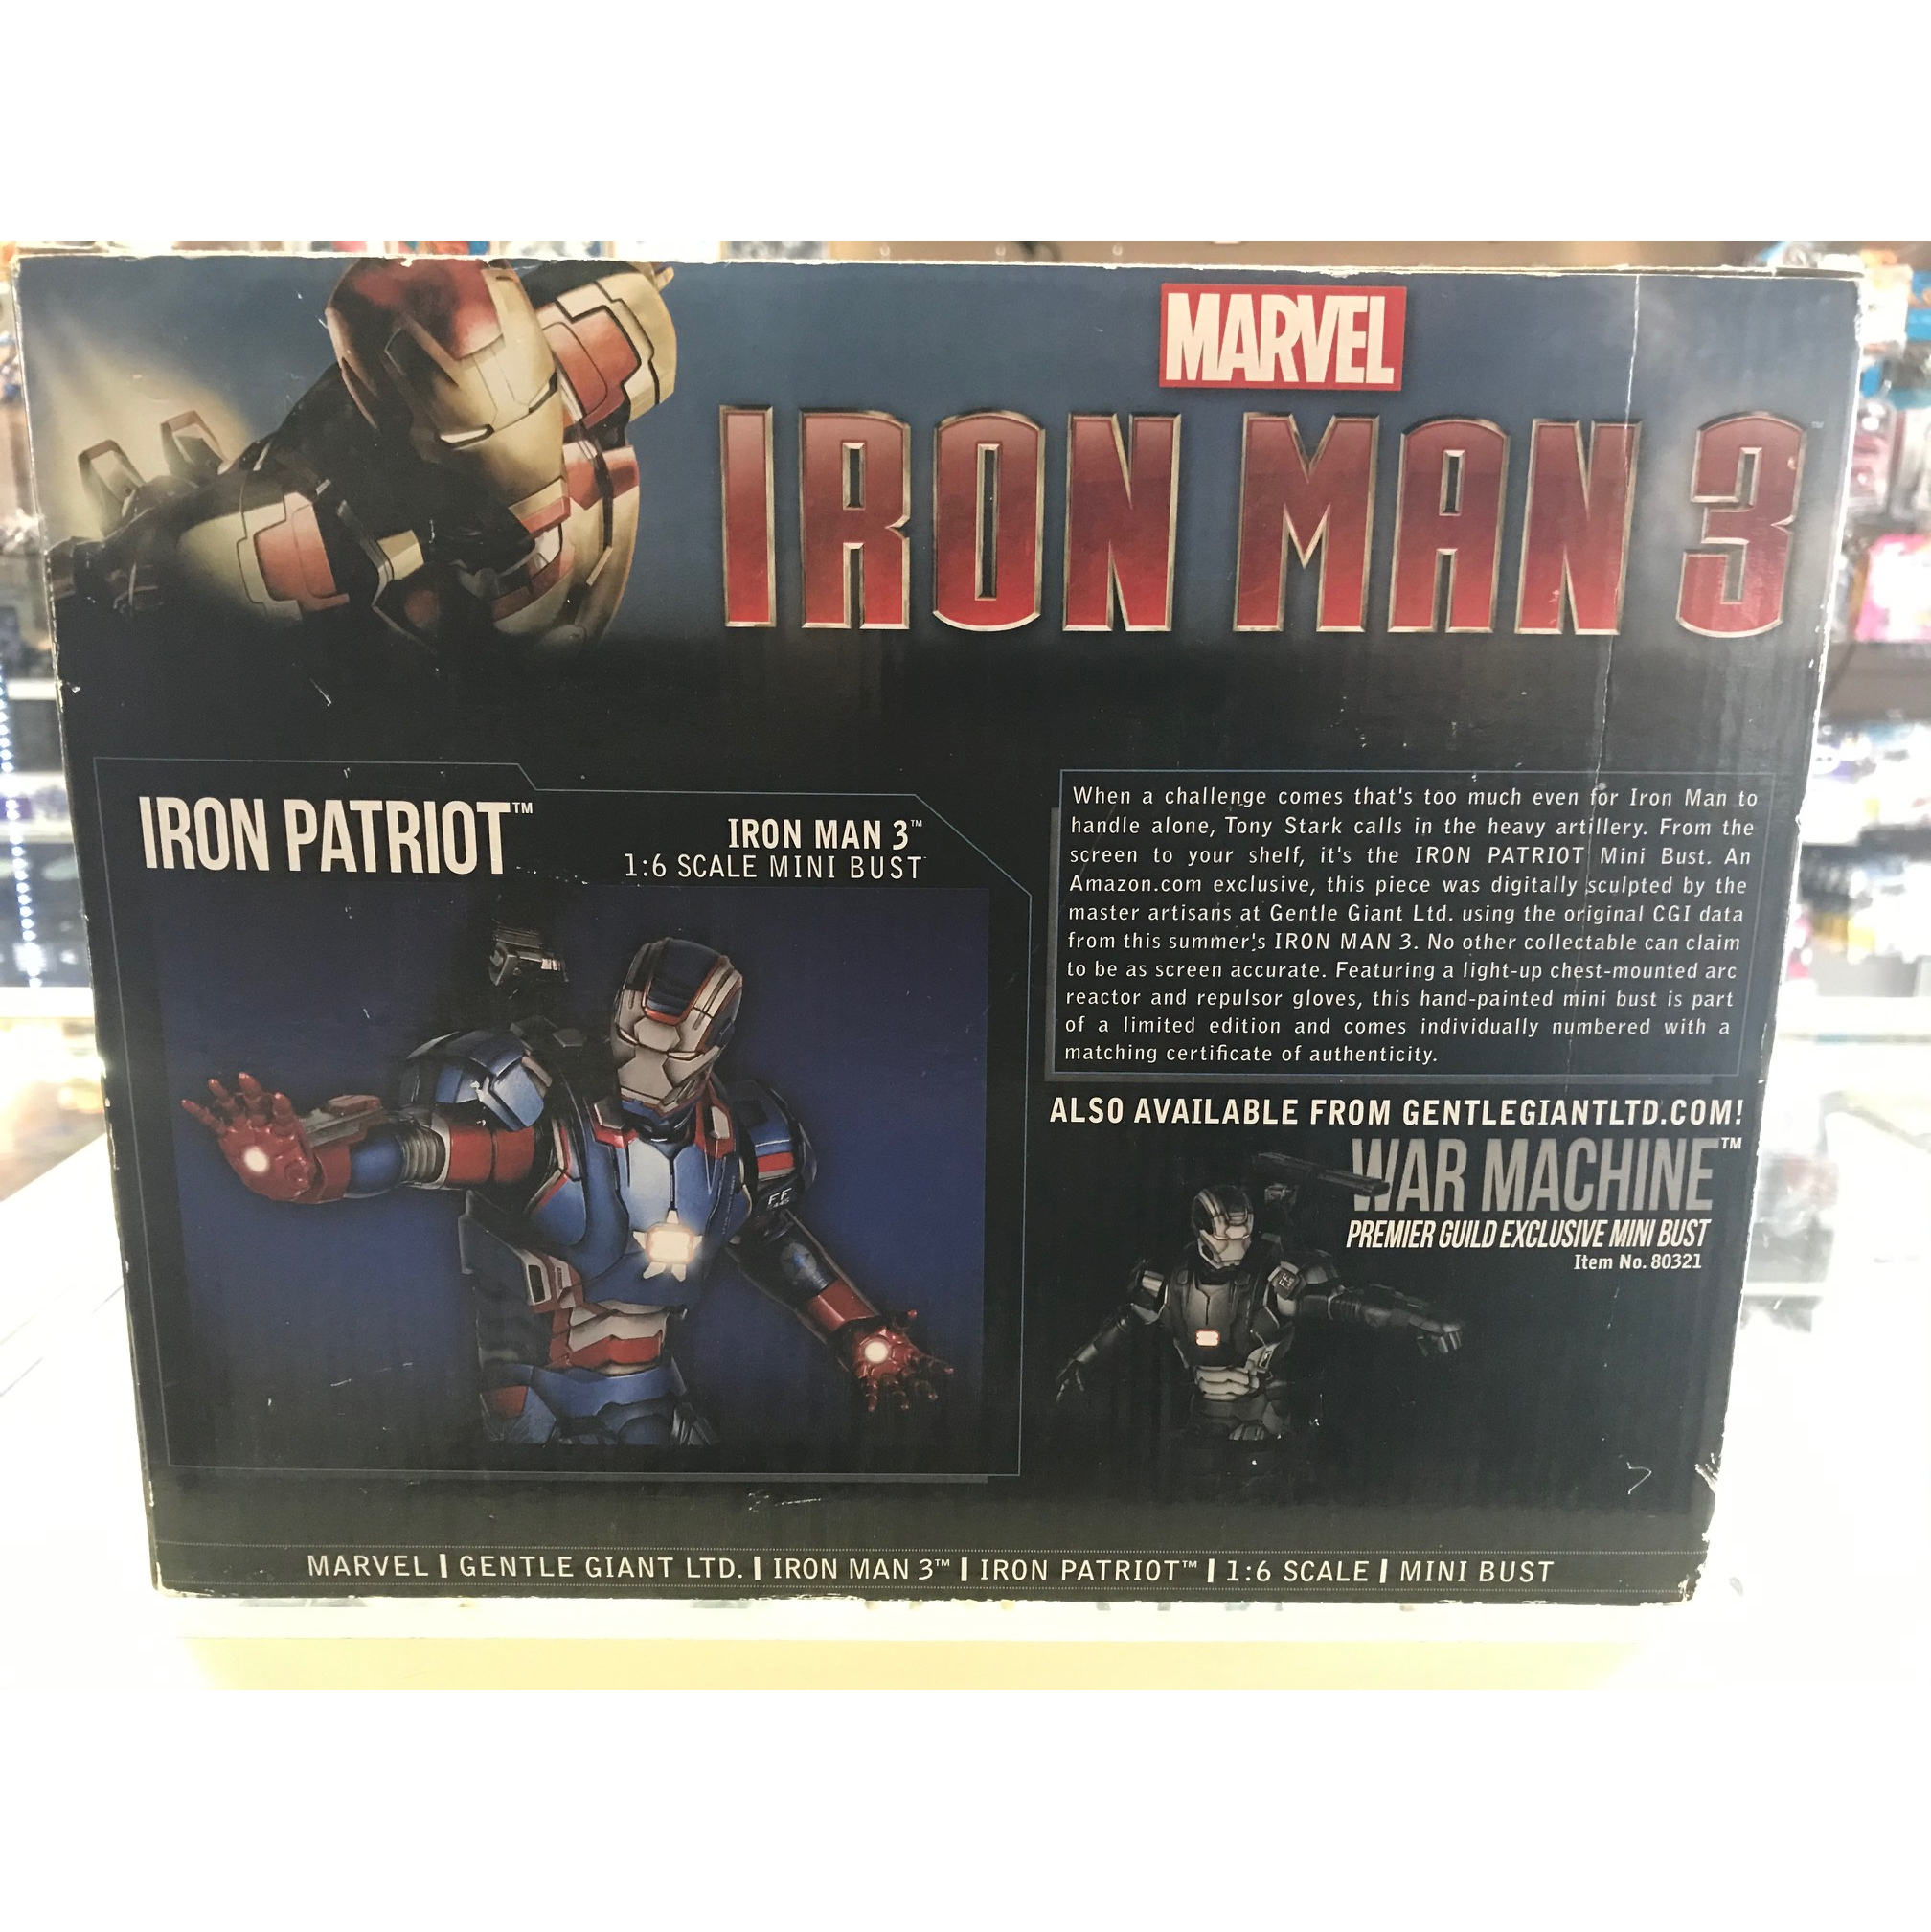 MARVEL
IRON MAN 3
IRON PATRIOT™
IRON MAN 3™
1:6 SCALE MINI BUST
When a challenge comes that's too much even for Iron Man to
handle alone, Tony Stark calls in the heavy artillery. From the
screen to your shelf, it's the IRON PATRIOT Mini Bust. An
Amazon.com exclusive, this piece was digitally sculpted by the
master artisans at Gentle Giant Ltd. using the original CGI data
from this summer's IRON MAN 3. No other collectable can claim
to be as screen accurate. Featuring a light-up chest-mounted arc
reactor and repulsor gloves, this hand-painted mini bust is part
of a limited edition and comes individually numbered with a
matching certificate of authenticity.
ALSO AVAILABLE FROM GENTLEGIANTLTD.COM!
WAR MACHINE™
PREMIER GUILD EXCLUSIVE MINI BUST
Item No. 80321
MARVEL | GENTLE GIANT LTD. | IRON MAN 3™ | IRON PATRIOT™ | 1:6 SCALE | MINI BUST